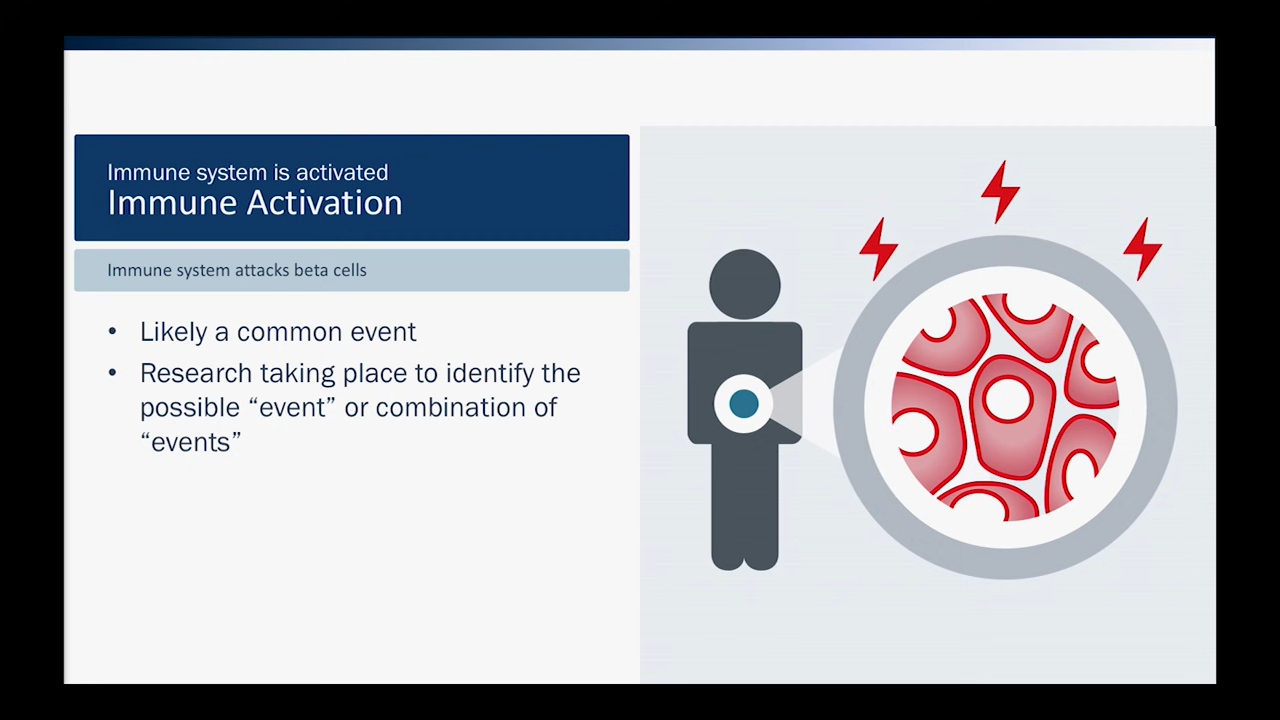 Immune system is activated
Immune Activation
Immune system attacks beta cells
• Likely a common event
• Research taking place to identify the
possible “event” or combination of
“events”